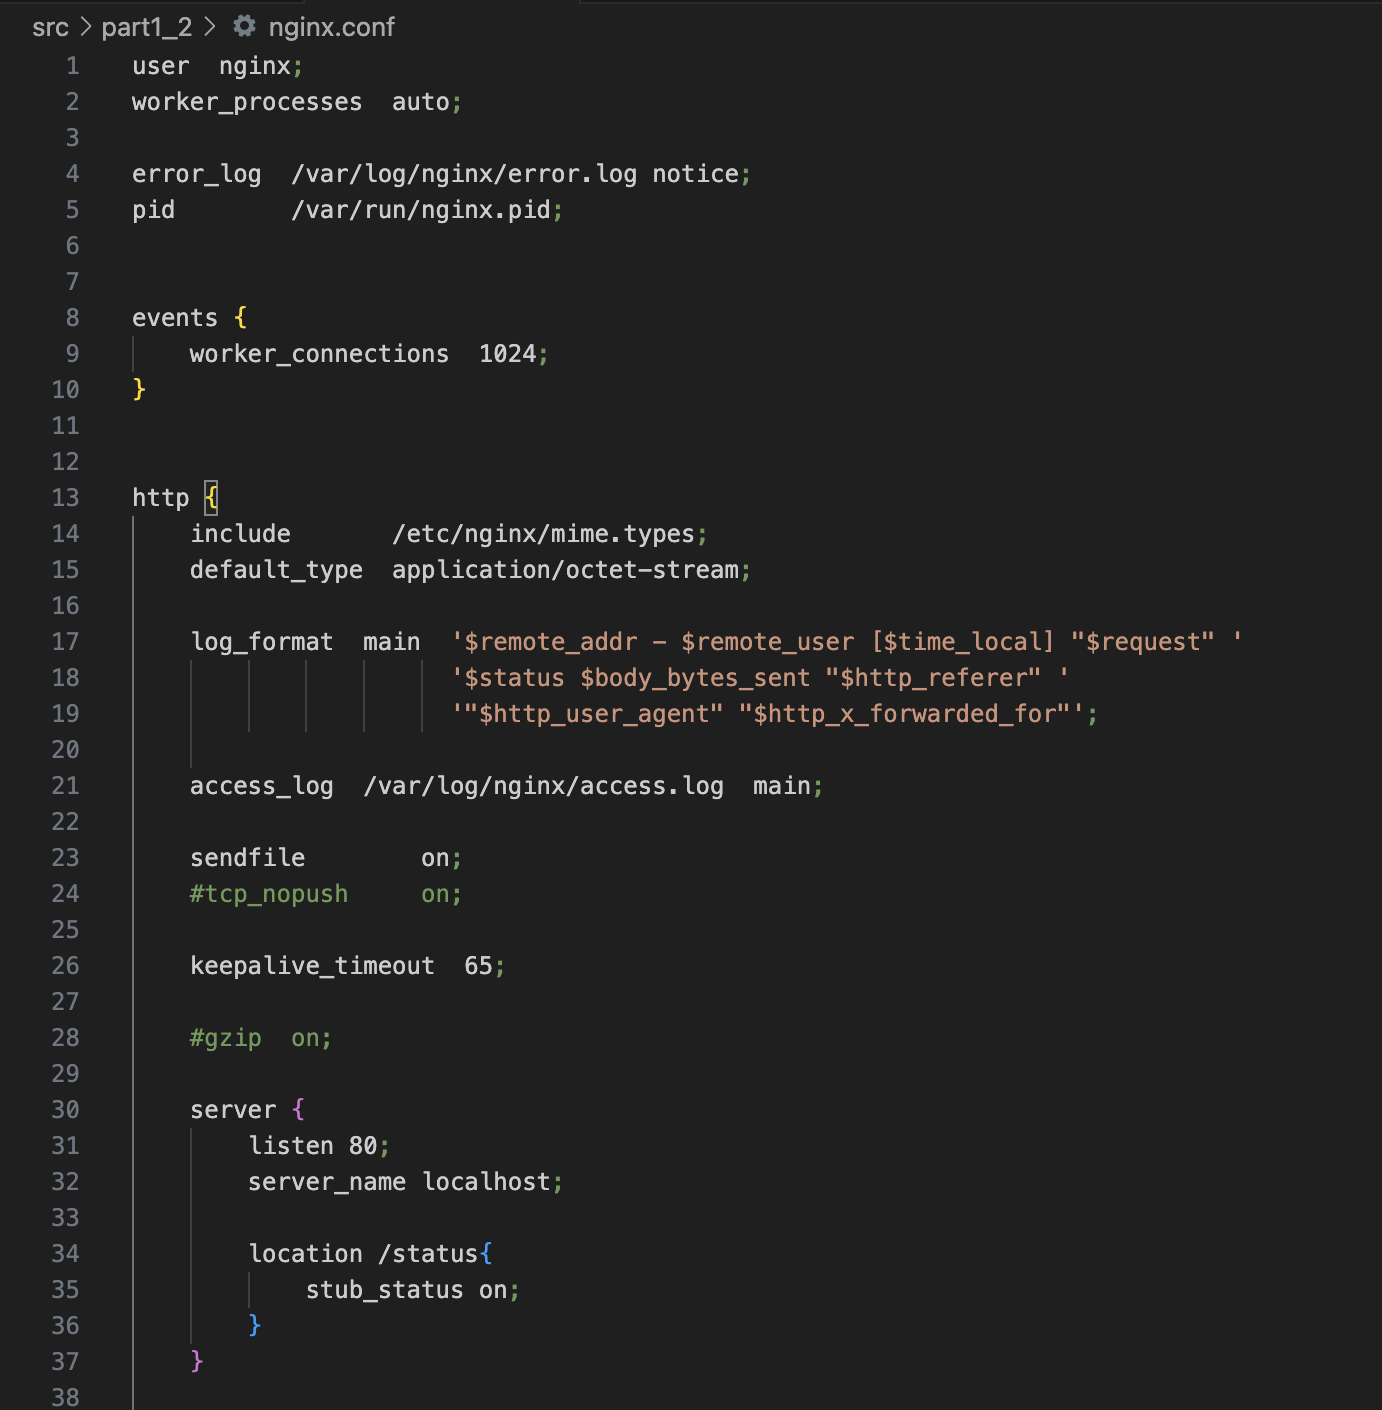 src > part1_2 > nginx.conf
1 user  nginx;
2 worker_processes  auto;
3
4 error_log  /var/log/nginx/error.log notice;
5 pid        /var/run/nginx.pid;
6
7
8 events {
9     worker_connections  1024;
10 }
11
12
13 http {
14     include       /etc/nginx/mime.types;
15     default_type  application/octet-stream;
16
17     log_format  main  '$remote_addr - $remote_user [$time_local] "$request" '
18                       '$status $body_bytes_sent "$http_referer" '
19                       '"$http_user_agent" "$http_x_forwarded_for"';
20
21     access_log  /var/log/nginx/access.log  main;
22
23     sendfile        on;
24     #tcp_nopush     on;
25
26     keepalive_timeout  65;
27
28     #gzip  on;
29
30     server {
31         listen 80;
32         server_name localhost;
33
34         location /status{
35             stub_status on;
36         }
37     }
38